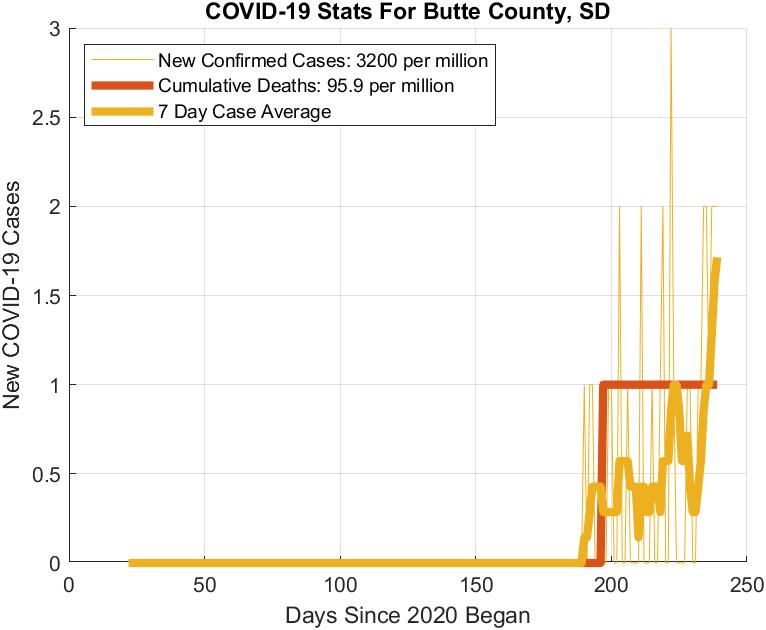 COVID-19 Stats For Butte County, SD
New Confirmed Cases: 3200 per million
Cumulative Deaths: 95.9 per million
7 Day Case Average
New COVID-19 Cases
3
2.5
2
1.5
1
0.5
0
0 50 100 150 200 250
Days Since 2020 Began